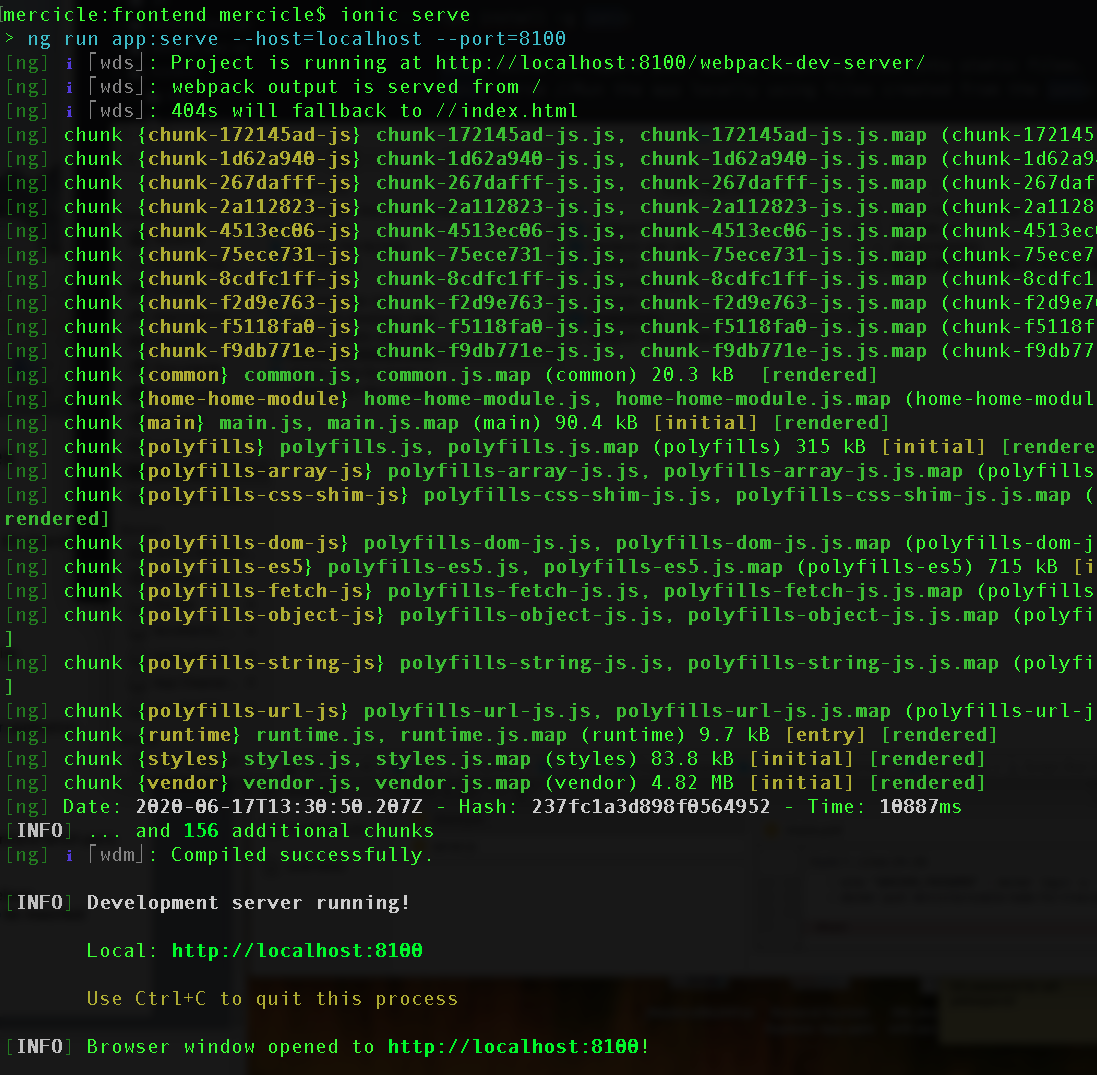 [mercicle:frontend mercicle$ ionic serve
> ng run app:serve --host=localhost --port=8100
[ng] ℹ ｢wds｣: Project is running at http://localhost:8100/webpack-dev-server/
[ng] ℹ ｢wds｣: webpack output is served from /
[ng] ℹ ｢wds｣: 404s will fallback to //index.html
[ng] chunk {chunk-172145ad-js} chunk-172145ad-js.js, chunk-172145ad-js.js.map (chunk-172145
[ng] chunk {chunk-1d62a940-js} chunk-1d62a940-js.js, chunk-1d62a940-js.js.map (chunk-1d62a9
[ng] chunk {chunk-267dafff-js} chunk-267dafff-js.js, chunk-267dafff-js.js.map (chunk-267daf
[ng] chunk {chunk-2a112823-js} chunk-2a112823-js.js, chunk-2a112823-js.js.map (chunk-2a1128
[ng] chunk {chunk-4513ec06-js} chunk-4513ec06-js.js, chunk-4513ec06-js.js.map (chunk-4513ec
[ng] chunk {chunk-75ece731-js} chunk-75ece731-js.js, chunk-75ece731-js.js.map (chunk-75ece7
[ng] chunk {chunk-8cdfc1ff-js} chunk-8cdfc1ff-js.js, chunk-8cdfc1ff-js.js.map (chunk-8cdfc1
[ng] chunk {chunk-f2d9e763-js} chunk-f2d9e763-js.js, chunk-f2d9e763-js.js.map (chunk-f2d9e7
[ng] chunk {chunk-f5118fa0-js} chunk-f5118fa0-js.js, chunk-f5118fa0-js.js.map (chunk-f5118f
[ng] chunk {chunk-f9db771e-js} chunk-f9db771e-js.js, chunk-f9db771e-js.js.map (chunk-f9db77
[ng] chunk {common} common.js, common.js.map (common) 20.3 kB  [rendered]
[ng] chunk {home-home-module} home-home-module.js, home-home-module.js.map (home-home-modul
[ng] chunk {main} main.js, main.js.map (main) 90.4 kB [initial] [rendered]
[ng] chunk {polyfills} polyfills.js, polyfills.js.map (polyfills) 315 kB [initial] [rendere
[ng] chunk {polyfills-array-js} polyfills-array-js.js, polyfills-array-js.js.map (polyfills
[ng] chunk {polyfills-css-shim-js} polyfills-css-shim-js.js, polyfills-css-shim-js.js.map (
rendered]
[ng] chunk {polyfills-dom-js} polyfills-dom-js.js, polyfills-dom-js.js.map (polyfills-dom-j
[ng] chunk {polyfills-es5} polyfills-es5.js, polyfills-es5.js.map (polyfills-es5) 715 kB [i
[ng] chunk {polyfills-fetch-js} polyfills-fetch-js.js, polyfills-fetch-js.js.map (polyfills
[ng] chunk {polyfills-object-js} polyfills-object-js.js, polyfills-object-js.js.map (polyfi
]
[ng] chunk {polyfills-string-js} polyfills-string-js.js, polyfills-string-js.js.map (polyfi
]
[ng] chunk {polyfills-url-js} polyfills-url-js.js, polyfills-url-js.js.map (polyfills-url-j
[ng] chunk {runtime} runtime.js, runtime.js.map (runtime) 9.7 kB [entry] [rendered]
[ng] chunk {styles} styles.js, styles.js.map (styles) 83.8 kB [initial] [rendered]
[ng] chunk {vendor} vendor.js, vendor.js.map (vendor) 4.82 MB [initial] [rendered]
[ng] Date: 2020-06-17T13:30:50.207Z - Hash: 237fc1a3d898f0564952 - Time: 10887ms
[INFO] ... and 156 additional chunks
[ng] ℹ ｢wdm｣: Compiled successfully.
[INFO] Development server running!
Local: http://localhost:8100
Use Ctrl+C to quit this process
[INFO] Browser window opened to http://localhost:8100!